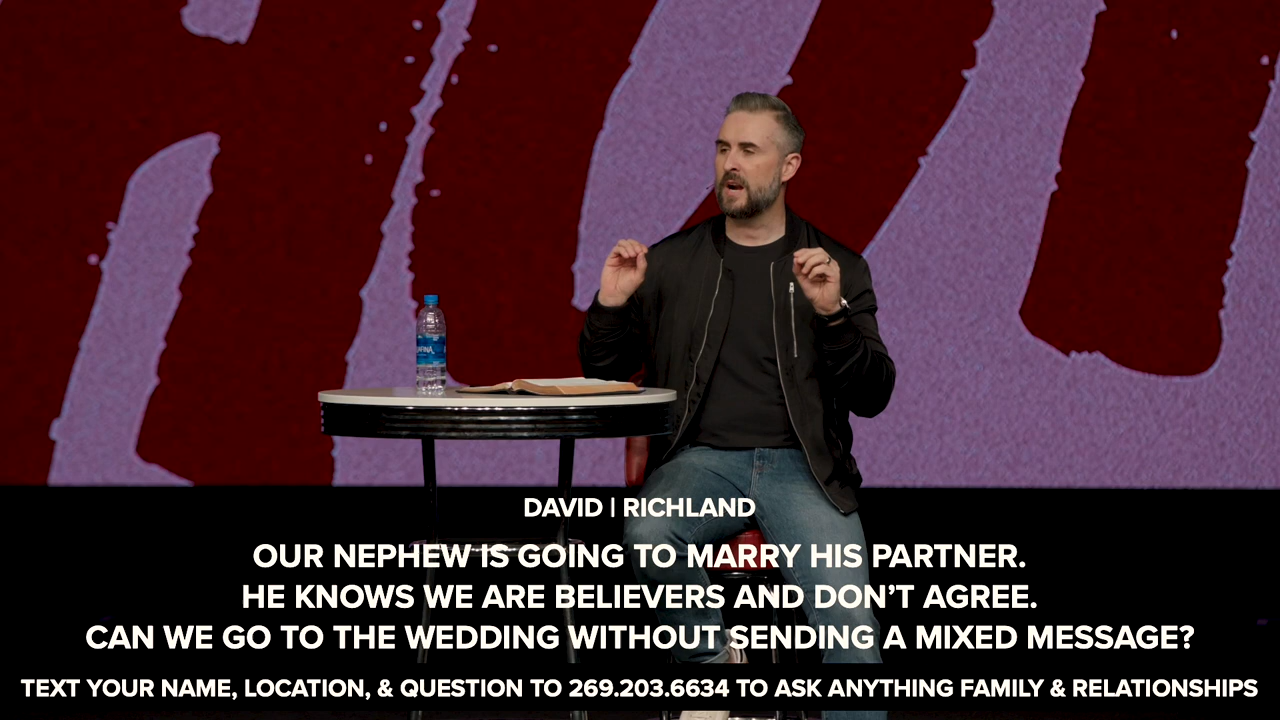 DAVID | RICHLAND
OUR NEPHEW IS GOING TO MARRY HIS PARTNER.
HE KNOWS WE ARE BELIEVERS AND DON'T AGREE.
CAN WE GO TO THE WEDDING WITHOUT SENDING A MIXED MESSAGE?
TEXT YOUR NAME, LOCATION, & QUESTION TO 269.203.6634 TO ASK ANYTHING FAMILY & RELATIONSHIPS